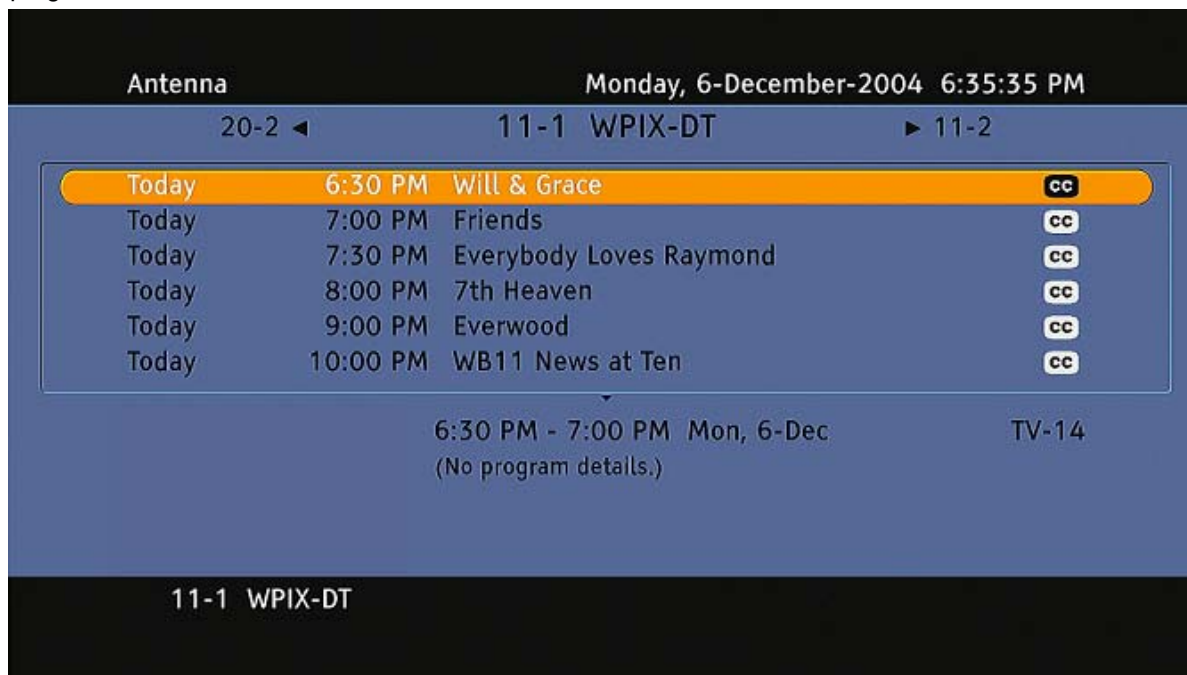 Antenna Monday, 6-December-2004 6:35:35 PM
20-2 ◄ 11-1 WPIX-DT ► 11-2
Today 6:30 PM Will & Grace CC
Today 7:00 PM Friends CC
Today 7:30 PM Everybody Loves Raymond CC
Today 8:00 PM 7th Heaven CC
Today 9:00 PM Everwood CC
Today 10:00 PM WB11 News at Ten CC
6:30 PM - 7:00 PM Mon, 6-Dec TV-14
(No program details.)
11-1 WPIX-DT